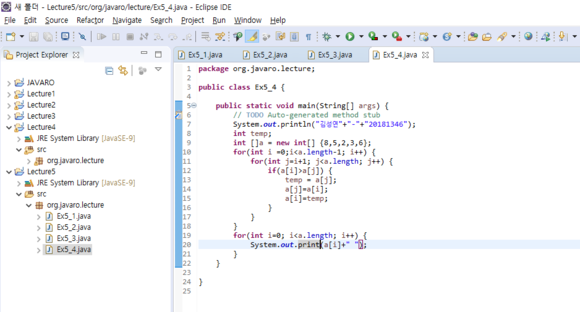 새 폴더 - Lecture5/src/org/javaro/lecture/Ex5_4.java - Eclipse IDE
File Edit Source Refactor Navigate Search Project Run Window Help
Project Explorer
JAVARO
Lecture1
Lecture2
Lecture3
Lecture4
JRE System Library [JavaSE-9]
src
org.javaro.lecture
Lecture5
JRE System Library [JavaSE-9]
src
org.javaro.lecture
Ex5_1.java
Ex5_2.java
Ex5_3.java
Ex5_4.java
Ex5_1.java Ex5_2.java Ex5_3.java Ex5_4.java
1 package org.javaro.lecture;
2
3 public class Ex5_4 {
4
5 public static void main(String[] args) {
6 // TODO Auto-generated method stub
7 System.out.println("김성연"+"-"+"20181346");
8 int temp;
9 int []a = new int[] {8,5,2,3,6};
10 for(int i =0;i<a.length-1; i++) {
11 for(int j=i+1; j<a.length; j++) {
12 if(a[i]>a[j]) {
13 temp = a[j];
14 a[j]=a[i];
15 a[i]=temp;
16 }
17 }
18 }
19 for(int i=0; i<a.length; i++) {
20 System.out.print(a[i]+" ");
21 }
22 }
23
24 }
25